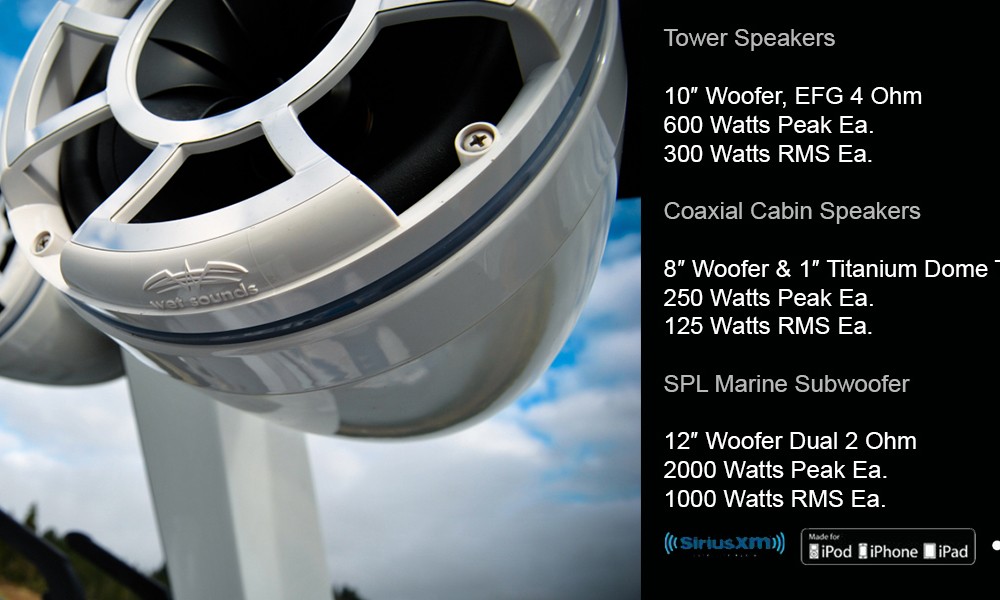 Tower Speakers
10″ Woofer, EFG 4 Ohm
600 Watts Peak Ea.
300 Watts RMS Ea.
Coaxial Cabin Speakers
8″ Woofer & 1″ Titanium Dome
250 Watts Peak Ea.
125 Watts RMS Ea.
SPL Marine Subwoofer
12″ Woofer Dual 2 Ohm
2000 Watts Peak Ea.
1000 Watts RMS Ea.
wet sounds
((SiriusXM))
Made for
iPod iPhone iPad